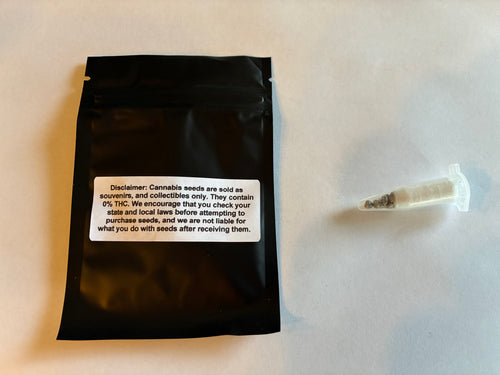 Disclaimer: Cannabis seeds are sold as
souvenirs, and collectibles only. They contain
0% THC. We encourage that you check your
state and local laws before attempting to
purchase seeds, and we are not liable for
what you do with seeds after receiving them.